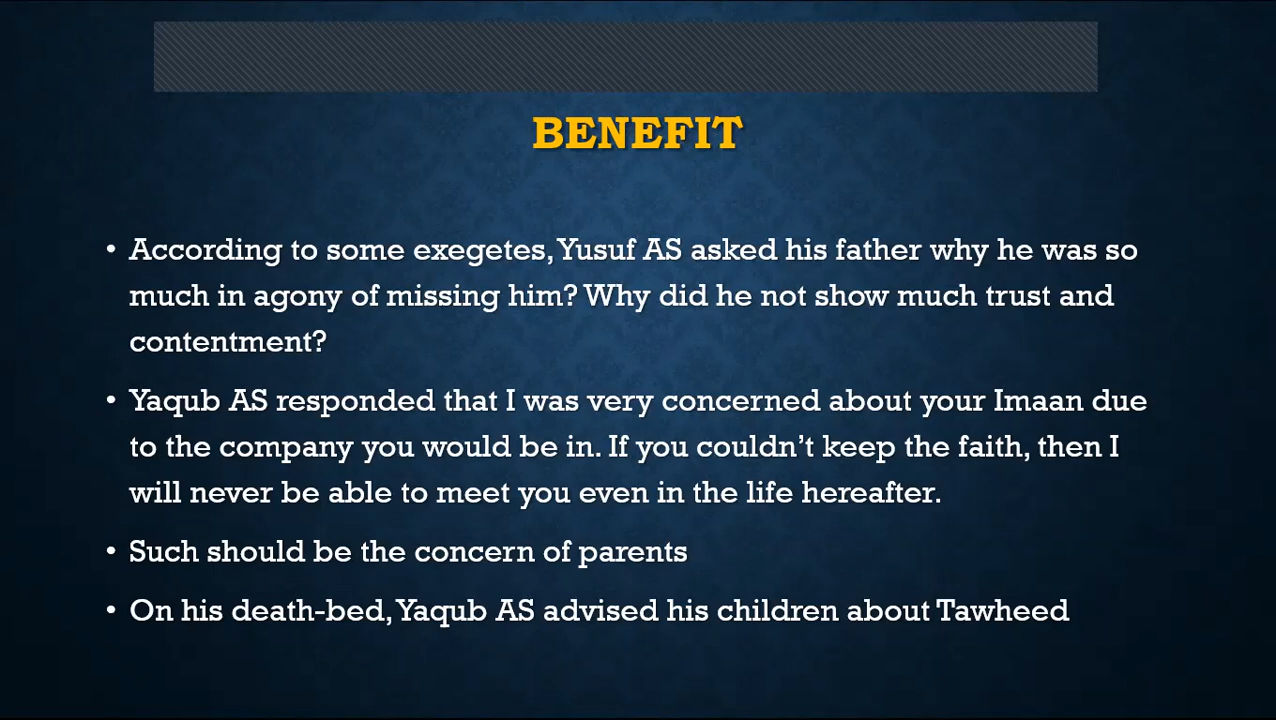 BENEFIT
• According to some exegetes, Yusuf AS asked his father why he was so
much in agony of missing him? Why did he not show much trust and
contentment?
• Yaqub AS responded that I was very concerned about your Imaan due
to the company you would be in. If you couldn't keep the faith, then I
will never be able to meet you even in the life hereafter.
• Such should be the concern of parents
• On his death-bed, Yaqub AS advised his children about Tawheed